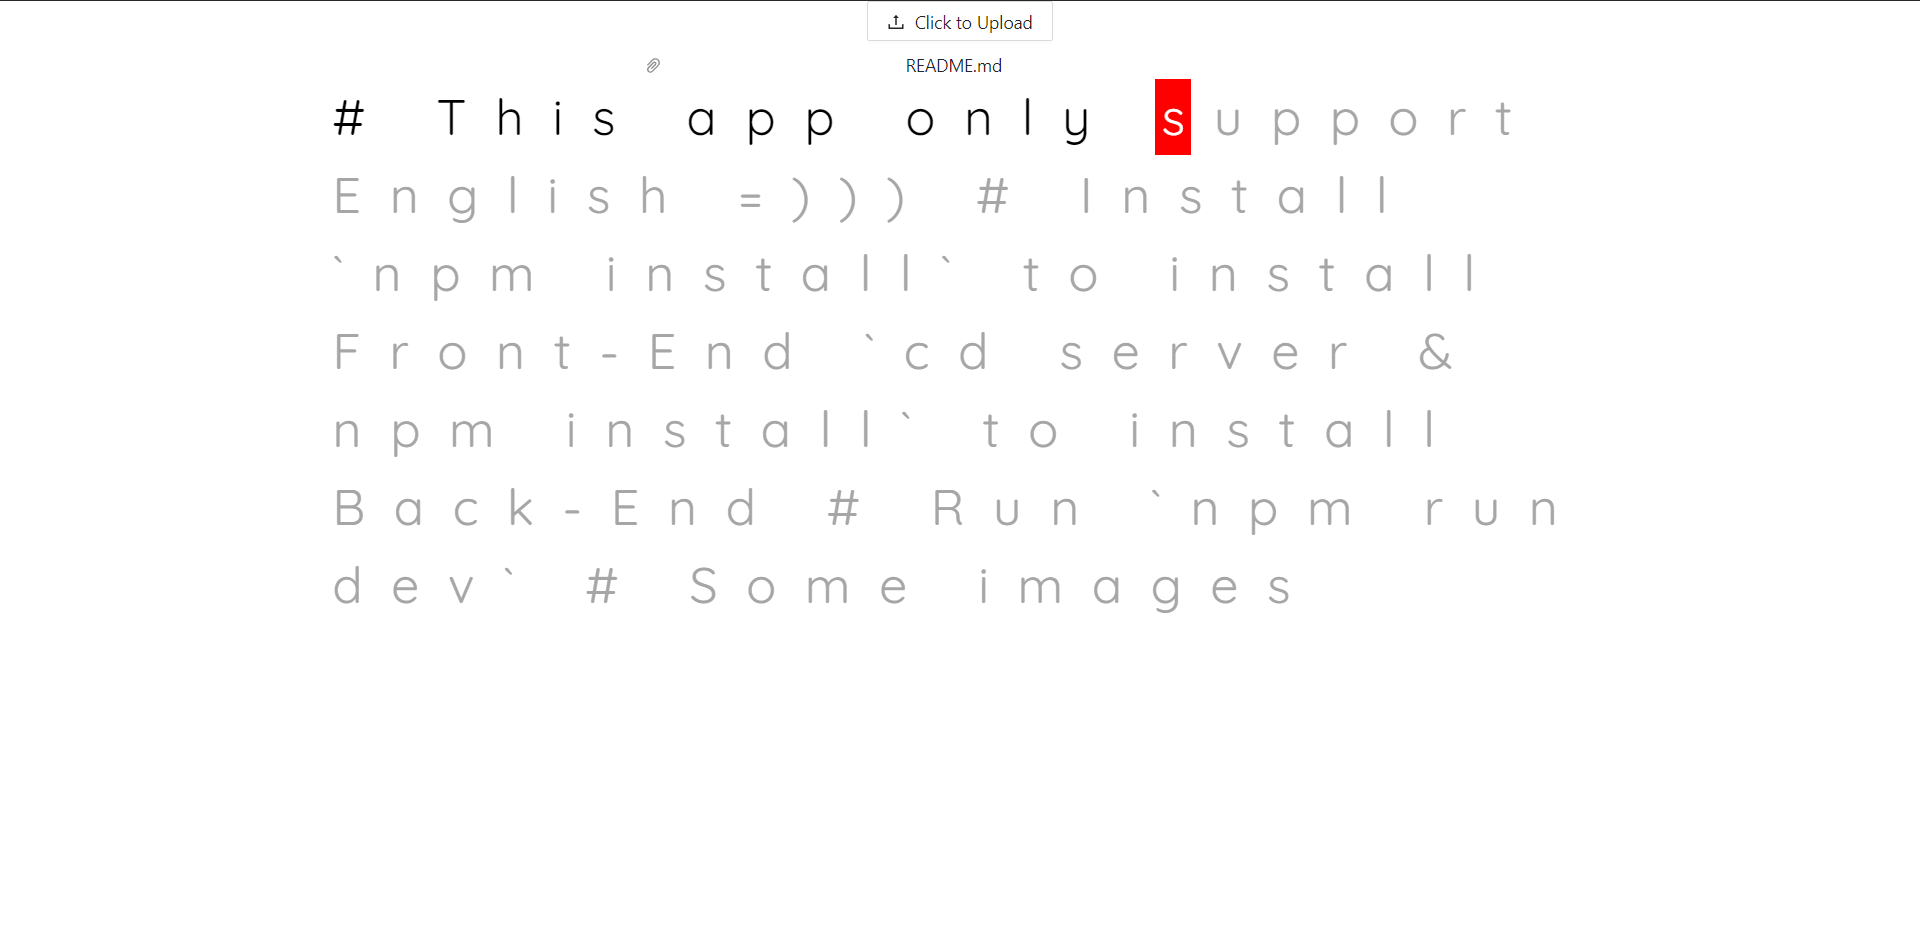 Click to Upload
README.md
# This app only support
English =))) # Install
`npm install` to install
Front-End `cd server &
npm install` to install
Back-End # Run `npm run
dev` # Some images